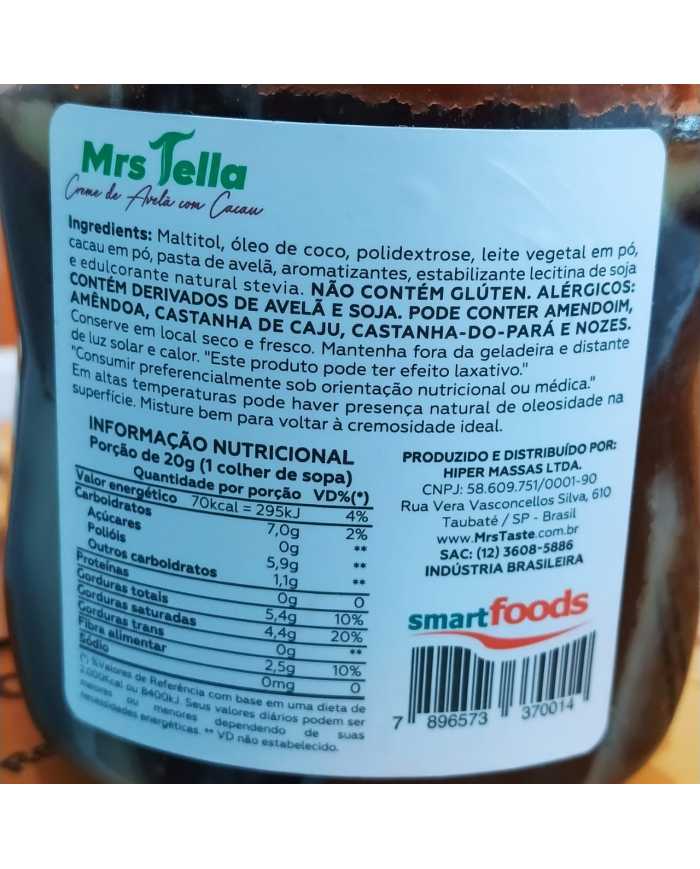 Mrs Tella
Creme de Avelã com Cacau
Ingredients: Maltitol, óleo de coco, polidextrose, leite vegetal em pó,
cacau em pó, pasta de avelã, aromatizantes, estabilizante lecitina de soja
e edulcorante natural stevia. NÃO CONTÉM GLÚTEN. ALÉRGICOS:
CONTÉM DERIVADOS DE AVELÃ E SOJA. PODE CONTER AMENDOIM,
AMÊNDOA, CASTANHA DE CAJU, CASTANHA-DO-PARÁ E NOZES.
Conserve em local seco e fresco. Mantenha fora da geladeira e distante
de luz solar e calor. "Este produto pode ter efeito laxativo."
"Consumir preferencialmente sob orientação nutricional ou médica."
Em altas temperaturas pode haver presença natural de oleosidade na
superfície. Misture bem para voltar à cremosidade ideal.
INFORMAÇÃO NUTRICIONAL
Porção de 20g (1 colher de sopa)
Quantidade por porção VD%(*)
Valor energético 70kcal = 295kJ 4%
Carboidratos 7,0g 2%
Açúcares 0g **
Polióis 5,9g **
Outros carboidratos 1,1g **
Proteínas 0g 0
Gorduras totais 5,4g 10%
Gorduras saturadas 4,4g 20%
Gorduras trans 0g **
Fibra alimentar 2,5g 10%
Sódio 0mg 0
(*) %Valores de Referência com base em uma dieta de
2.000kcal ou 8400kJ. Seus valores diários podem ser
maiores ou menores dependendo de suas
necessidades energéticas. ** VD não estabelecido.
PRODUZIDO E DISTRIBUÍDO POR:
HIPER MASSAS LTDA.
CNPJ: 58.609.751/0001-90
Rua Vera Vasconcellos Silva, 610
Taubaté / SP - Brasil
www.MrsTaste.com.br
SAC: (12) 3608-5886
INDÚSTRIA BRASILEIRA
smartfoods
7 896573 370014